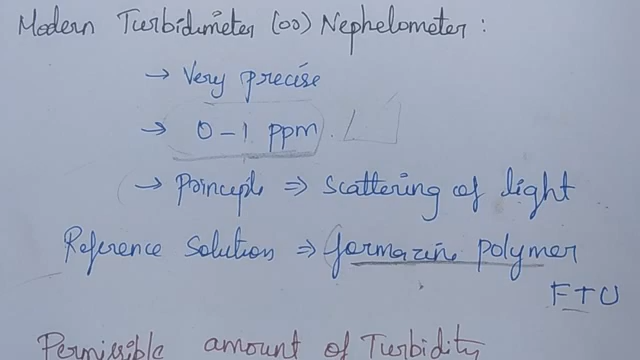 Modern Turbidimeter (or) Nephelometer :
→ Very precise
→ 0-1 ppm.
→ Principle ⇒ Scattering of light
Reference Solution ⇒ formazine polymer
FTU
Permissible amount of Turbidity